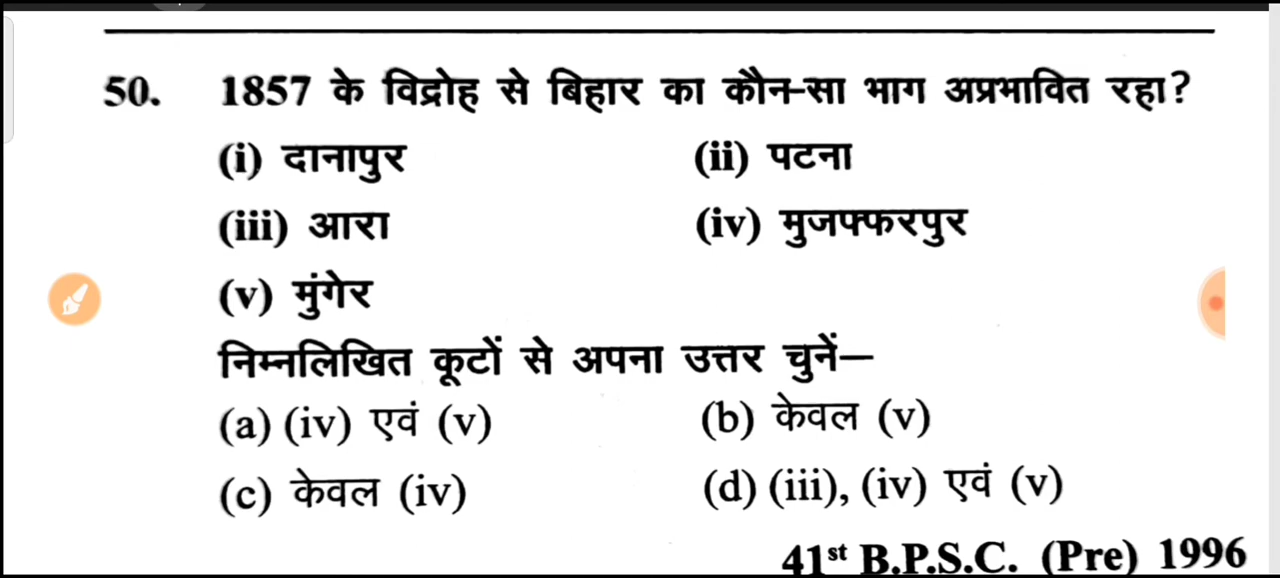 50. 1857 के विद्रोह से बिहार का कौन-सा भाग अप्रभावित रहा?
(i) दानापुर (ii) पटना
(iii) आरा (iv) मुजफ्फरपुर
(v) मुंगेर
निम्नलिखित कूटों से अपना उत्तर चुनें—
(a) (iv) एवं (v) (b) केवल (v)
(c) केवल (iv) (d) (iii), (iv) एवं (v)
41st B.P.S.C. (Pre) 1996